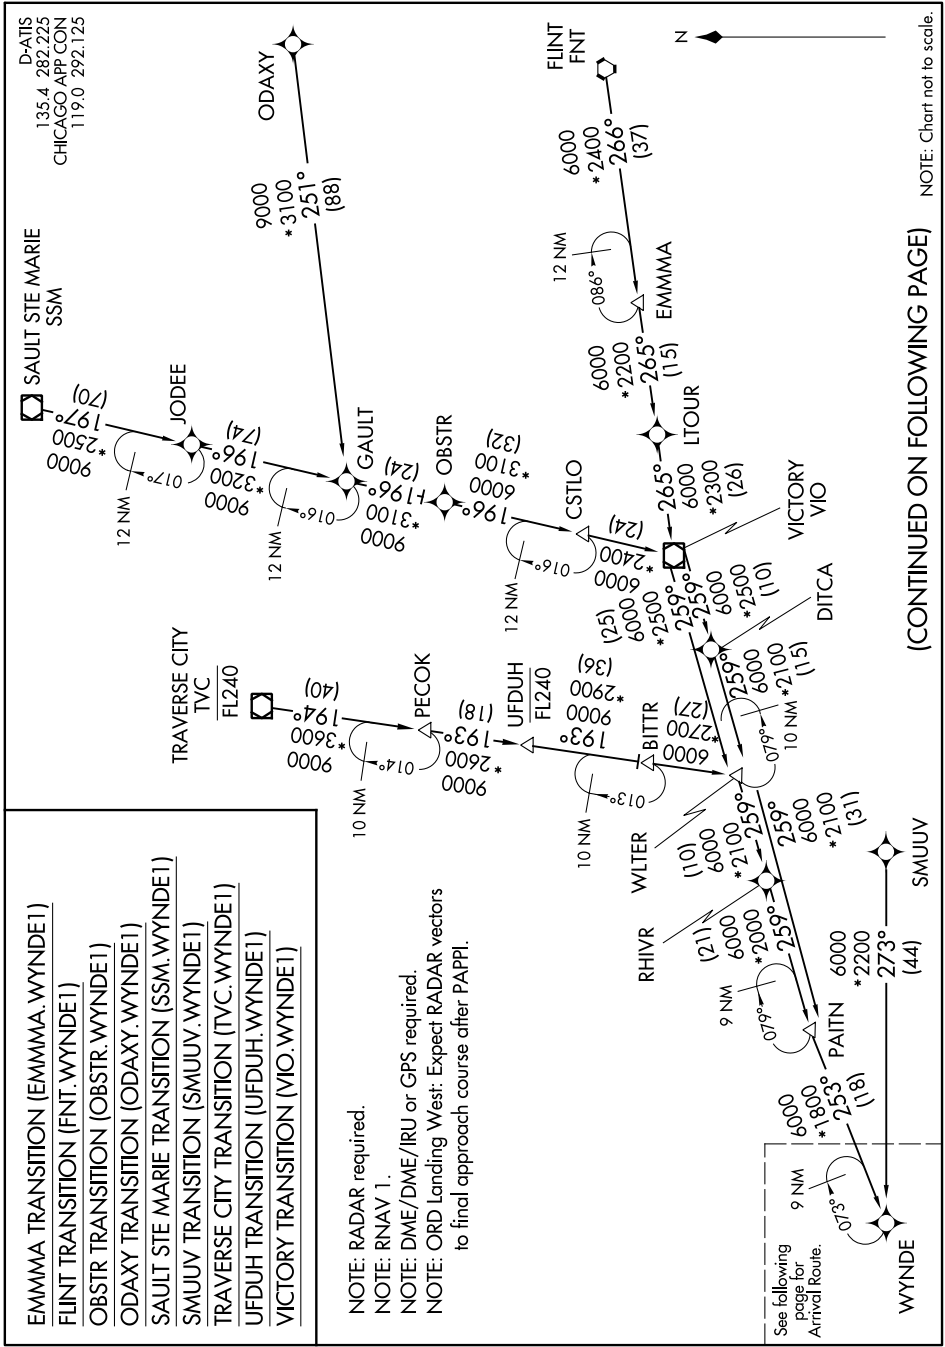 EMMMA TRANSITION (EMMMA.WYNDE1)
FLINT TRANSITION (FNT.WYNDE1)
OBSTR TRANSITION (OBSTR.WYNDE1)
ODAXY TRANSITION (ODAXY.WYNDE1)
SAULT STE MARIE TRANSITION (SSM.WYNDE1)
SMUUV TRANSITION (SMUUV.WYNDE1)
TRAVERSE CITY TRANSITION (TVC.WYNDE1)
UFDUH TRANSITION (UFDUH.WYNDE1)
VICTORY TRANSITION (VIO.WYNDE1)
NOTE: RADAR required.
NOTE: RNAV 1.
NOTE: DME/DME/IRU or GPS required.
NOTE: ORD Landing West: Expect RADAR vectors
to final approach course after PAPPI.
D-ATIS
135.4 282.225
CHICAGO APP CON
119.0 292.125
SAULT STE MARIE
SSM
(70)
197°
*2500
9000
12 NM
017°
JODEE
(74)
196°
*3200
9000
12 NM
016°
ODAXY
9000
*3100
251°
(88)
GAULT
(24)
196°
*3100
9000
OBSTR
(32)
*3100
6000
196°
12 NM
016°
CSTLO
(24)
*2400
6000
TRAVERSE CITY
TVC
FL240
(40)
194°
*3600
9000
10 NM
014°
PECOK
(18)
193°
*2600
9000
UFDUH
FL240
(36)
*2900
9000
193°
10 NM
013°
BITTR
(27)
*2700
6000
FLINT
FNT
6000
*2400
266°
(37)
12 NM
086°
EMMMA
6000
*2200
265°
(15)
LTOUR
265°
6000
*2300
(26)
VICTORY
VIO
(25)
6000
*2500
259°
259°
6000
*2500
(10)
DITCA
259°
6000
*2100
(15)
10 NM
079°
WLTER
(10)
6000
*2100
259°
259°
6000
*2100
(31)
RHIVR
(21)
6000
*2000
259°
9 NM
079°
PAITN
6000
*1800
253°
(18)
SMUUV
6000
*2200
273°
(44)
9 NM
073°
WYNDE
See following
page for
Arrival Route.
N
NOTE: Chart not to scale.
(CONTINUED ON FOLLOWING PAGE)